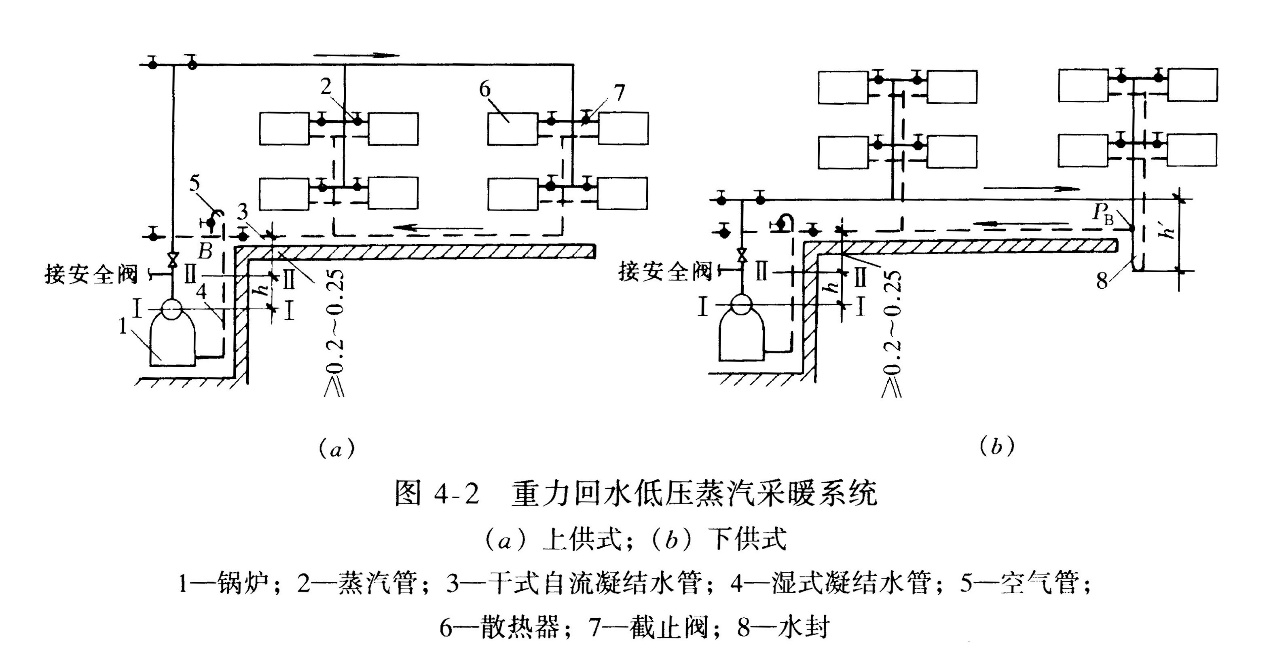 2
6
7
5
3
B
接安全阀
Ⅱ
Ⅱ
4
h
Ⅰ
Ⅰ
1
≥0.2～0.25
(a)
P_B
h′
8
接安全阀
Ⅱ
Ⅱ
h
Ⅰ
Ⅰ
≥0.2～0.25
(b)
图 4-2 重力回水低压蒸汽采暖系统
(a) 上供式；(b) 下供式
1—锅炉；2—蒸汽管；3—干式自流凝结水管；4—湿式凝结水管；5—空气管；
6—散热器；7—截止阀；8—水封